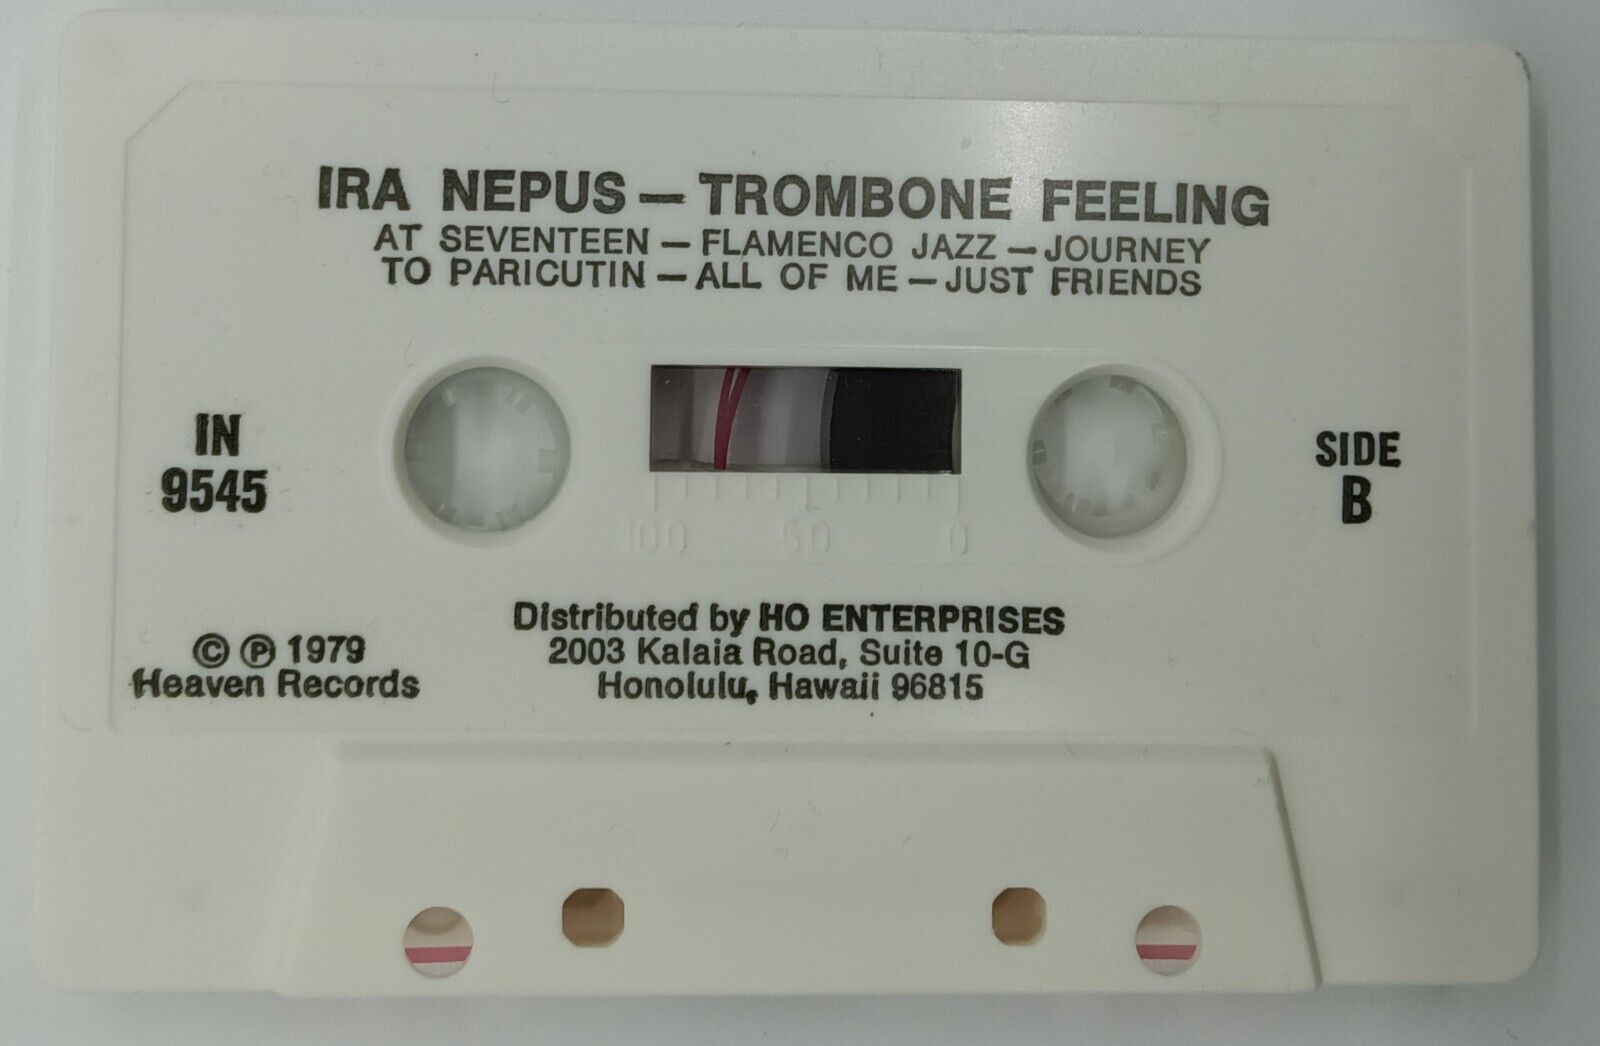 IRA NEPUS — TROMBONE FEELING
AT SEVENTEEN — FLAMENCO JAZZ — JOURNEY
TO PARICUTIN — ALL OF ME — JUST FRIENDS
IN
9545
SIDE
B
100 50 0
Distributed by HO ENTERPRISES
2003 Kalaia Road, Suite 10-G
Honolulu, Hawaii 96815
© ℗ 1979
Heaven Records